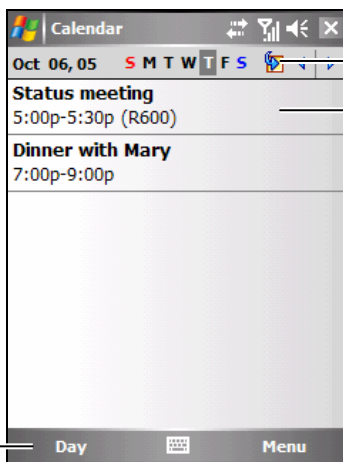 Calendar
Oct 06, 05 S M T W T F S
Status meeting
5:00p-5:30p (R600)
Dinner with Mary
7:00p-9:00p
Day Menu